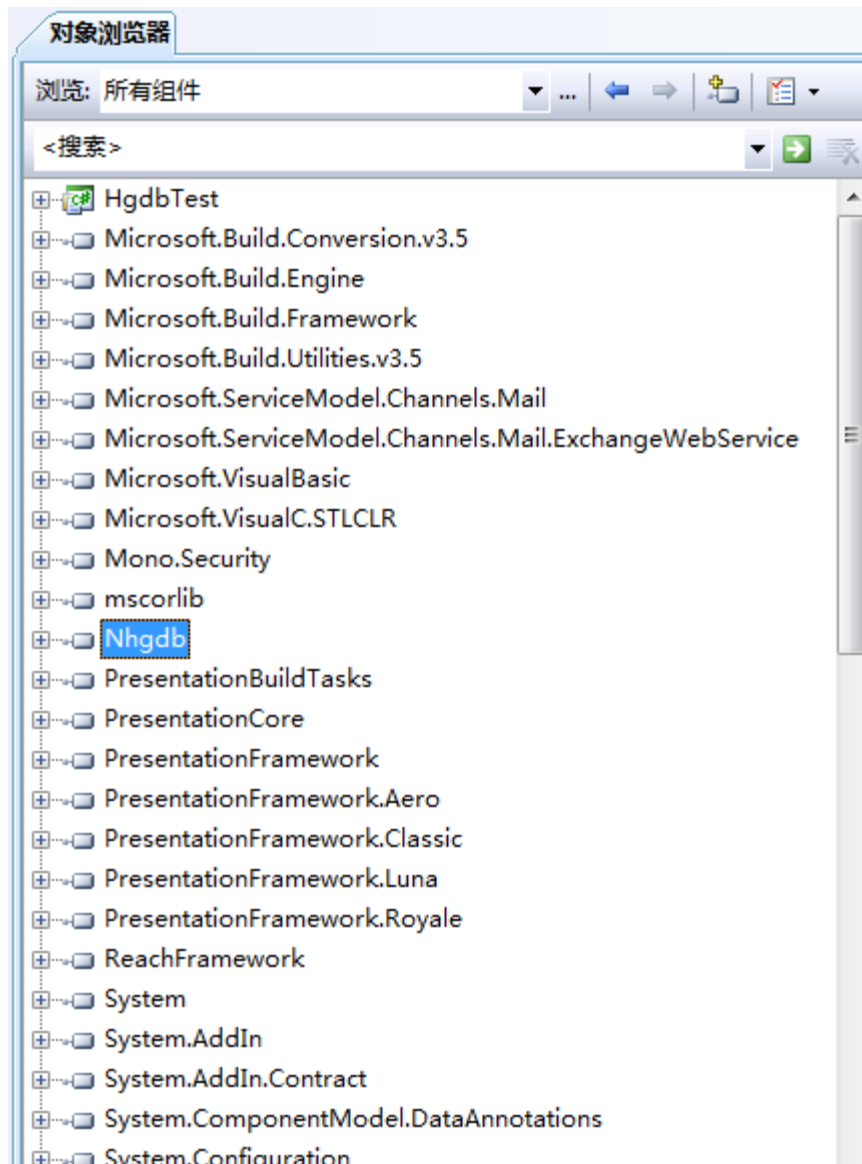 对象浏览器
浏览: 所有组件 ...
<搜索>
HgdbTest
Microsoft.Build.Conversion.v3.5
Microsoft.Build.Engine
Microsoft.Build.Framework
Microsoft.Build.Utilities.v3.5
Microsoft.ServiceModel.Channels.Mail
Microsoft.ServiceModel.Channels.Mail.ExchangeWebService
Microsoft.VisualBasic
Microsoft.VisualC.STLCLR
Mono.Security
mscorlib
Nhgdb
PresentationBuildTasks
PresentationCore
PresentationFramework
PresentationFramework.Aero
PresentationFramework.Classic
PresentationFramework.Luna
PresentationFramework.Royale
ReachFramework
System
System.AddIn
System.AddIn.Contract
System.ComponentModel.DataAnnotations
System.Configuration